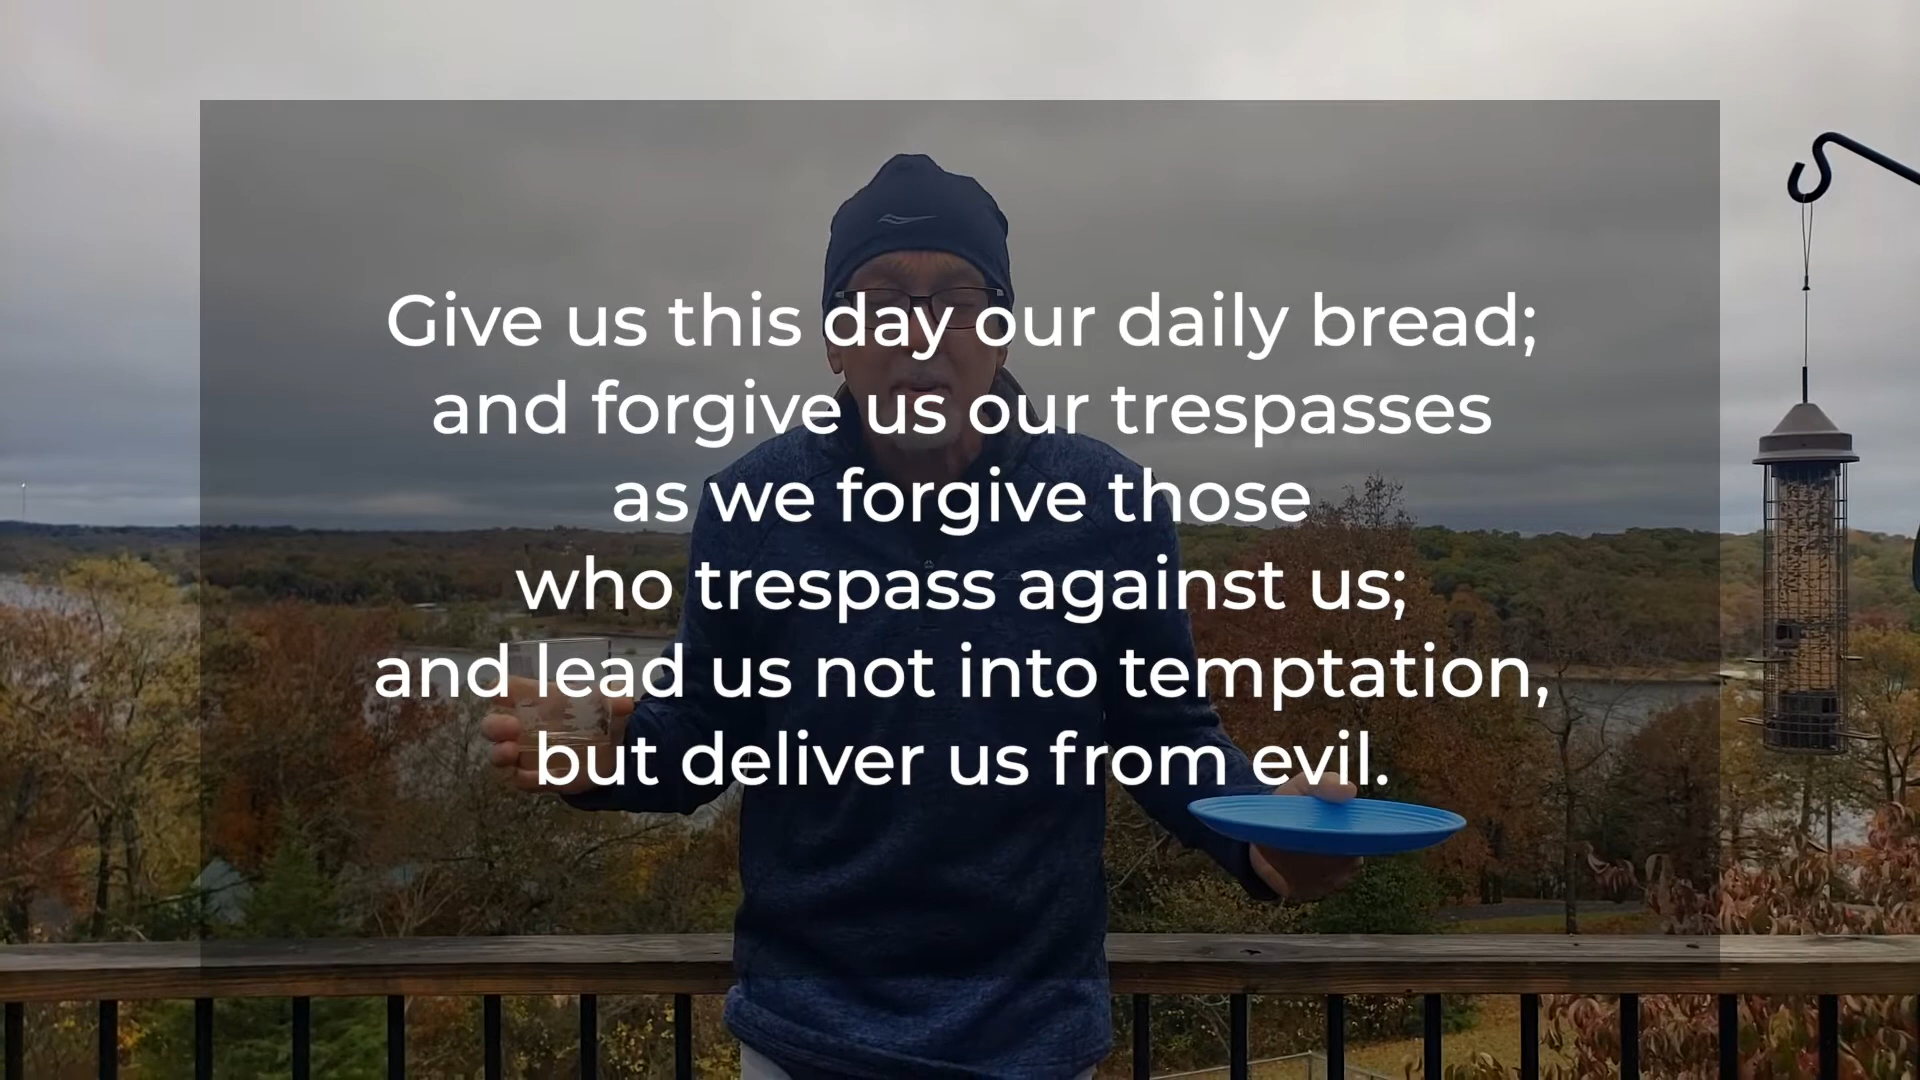 Give us this day our daily bread;
and forgive us our trespasses
as we forgive those
who trespass against us;
and lead us not into temptation,
but deliver us from evil.